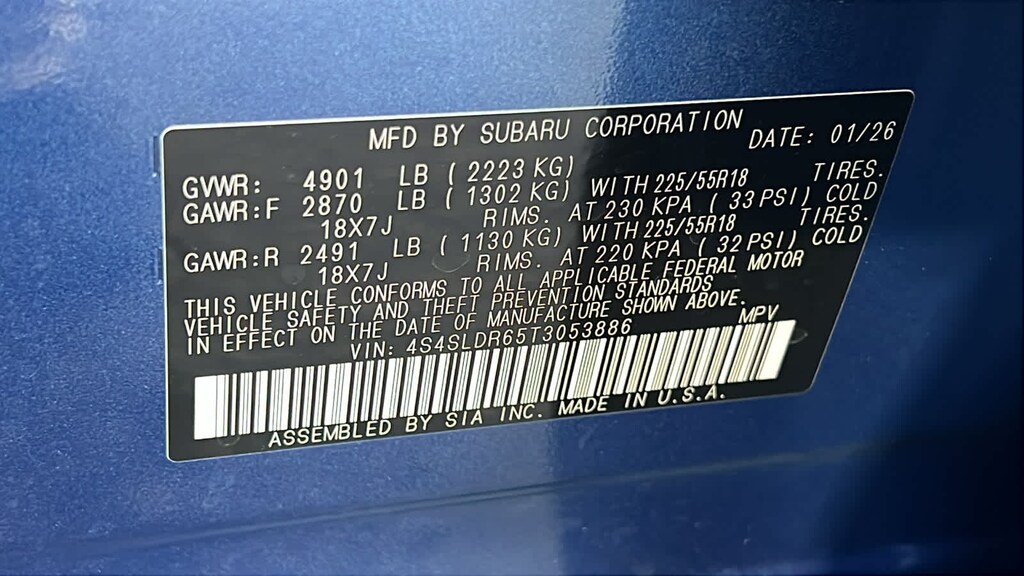 MFD BY SUBARU CORPORATION DATE: 01/26
GVWR: 4901 LB ( 2223 KG)
GAWR:F 2870 LB ( 1302 KG) WITH 225/55R18 TIRES.
18X7J RIMS. AT 230 KPA ( 33 PSI) COLD
GAWR:R 2491 LB ( 1130 KG) WITH 225/55R18 TIRES.
18X7J RIMS. AT 220 KPA ( 32 PSI) COLD
THIS VEHICLE CONFORMS TO ALL APPLICABLE FEDERAL MOTOR
VEHICLE SAFETY AND THEFT PREVENTION STANDARDS
IN EFFECT ON THE DATE OF MANUFACTURE SHOWN ABOVE.
VIN: 4S4SLDR65T3053886 MPV
ASSEMBLED BY SIA INC. MADE IN U.S.A.